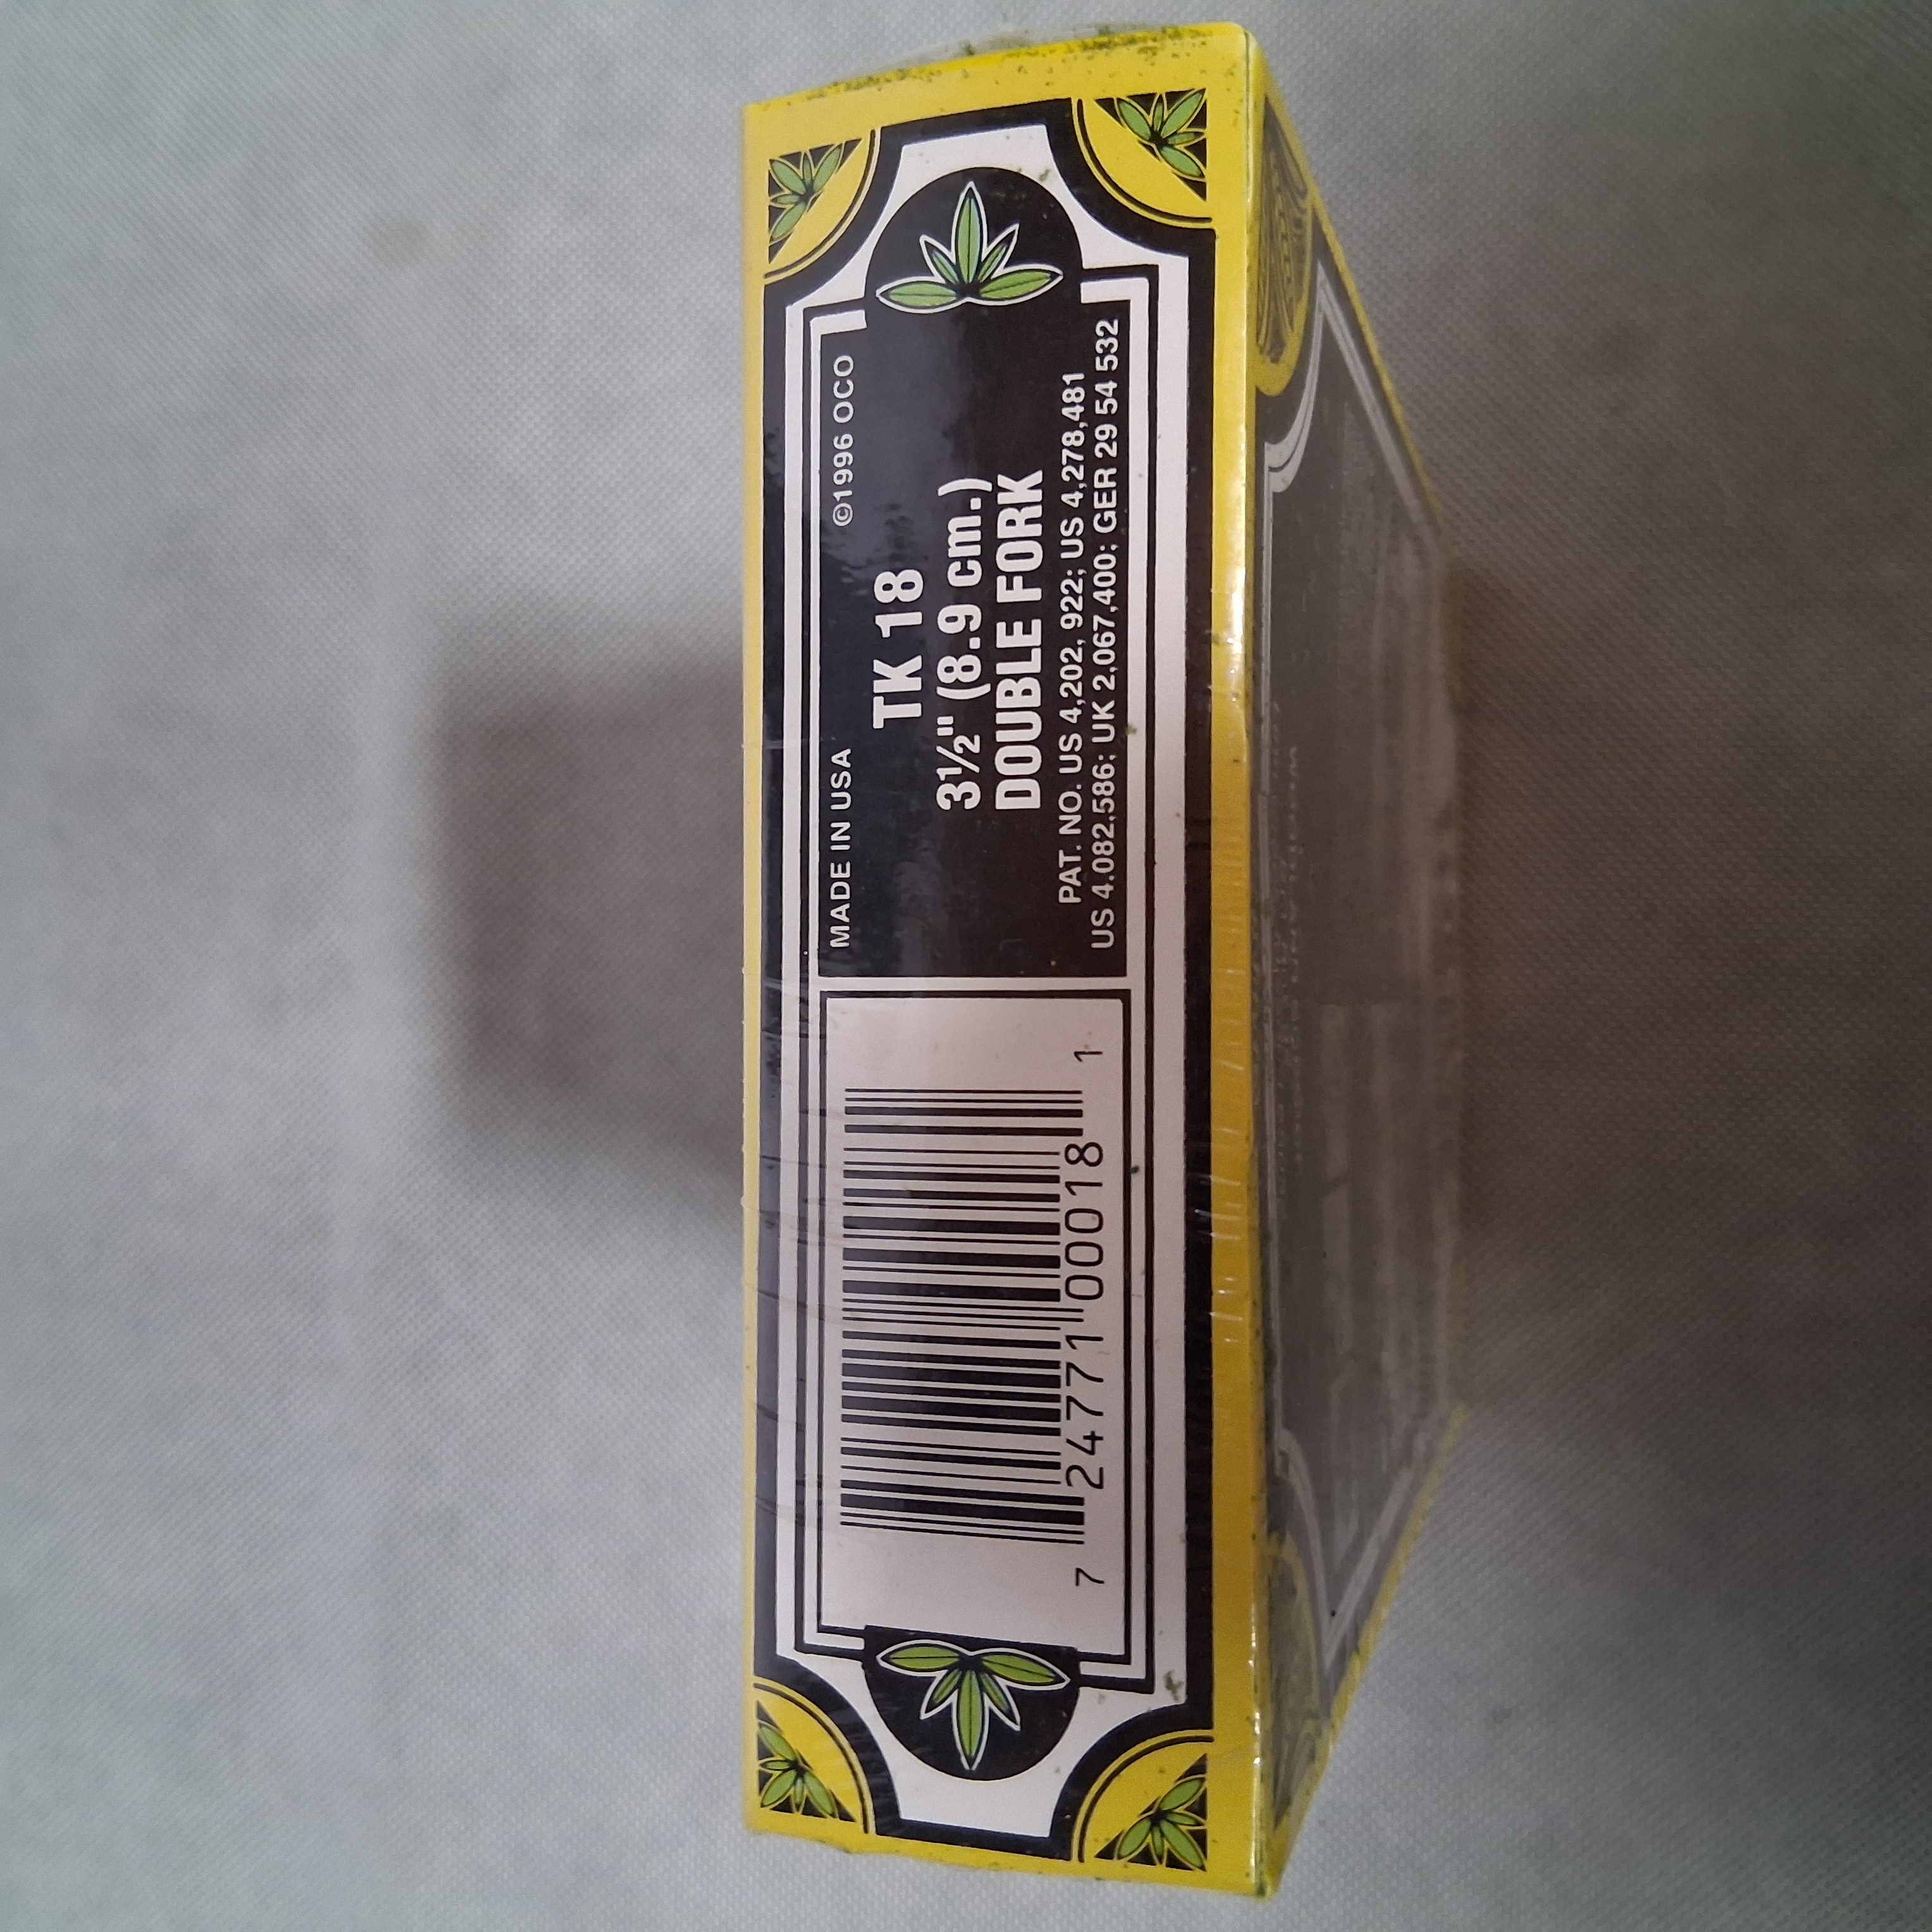 MADE IN USA ©1996 OCO
TK 18
3½" (8.9 cm.)
DOUBLE FORK
PAT. NO. US 4,202, 922; US 4,278,481
US 4.082,586; UK 2,067,400; GER 29 54 532
7 24771 00018 1